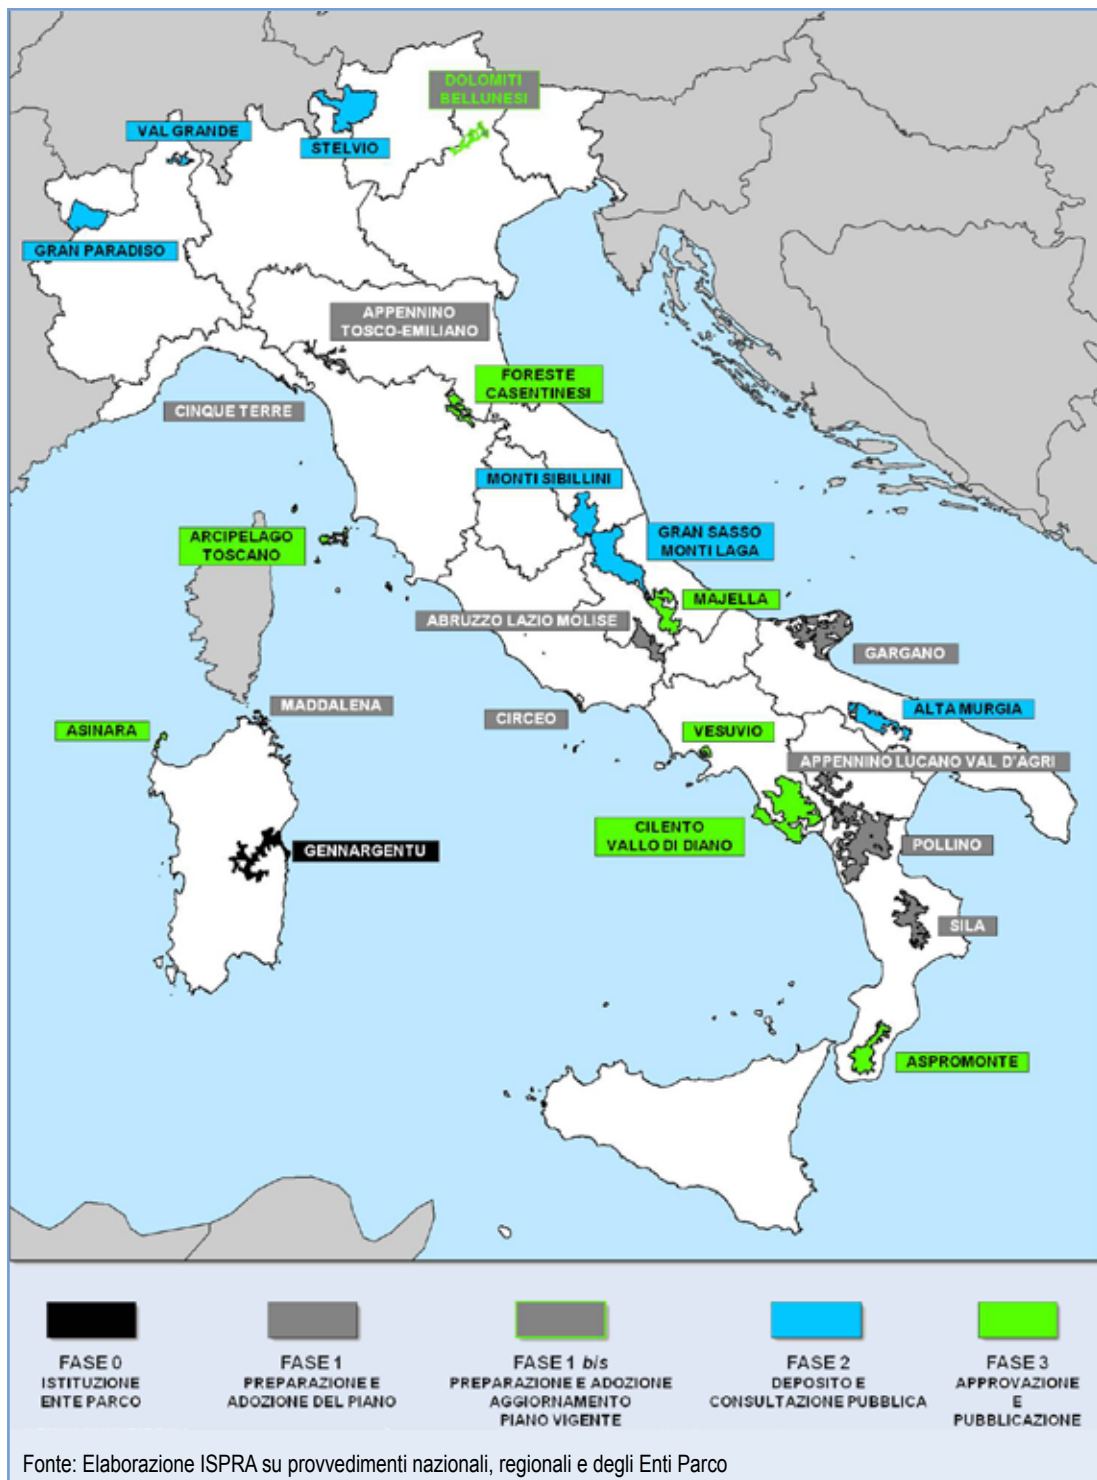 DOLOMITI
BELLUNESI
VAL GRANDE
STELVIO
GRAN PARADISO
APPENNINO
TOSCO-EMILIANO
FORESTE
CASENTINESI
CINQUE TERRE
MONTI SIBILLINI
ARCIPELAGO
TOSCANO
GRAN SASSO
MONTI LAGA
MAJELLA
ABRUZZO LAZIO MOLISE
GARGANO
MADDALENA
CIRCEO
ALTA MURGIA
ASINARA
VESUVIO
APPENNINO LUCANO VAL D'AGRI
CILENTO
VALLO DI DIANO
GENNARGENTU
POLLINO
SILA
ASPROMONTE
FASE 0
ISTITUZIONE
ENTE PARCO
FASE 1
PREPARAZIONE E
ADOZIONE DEL PIANO
FASE 1 bis
PREPARAZIONE E ADOZIONE
AGGIORNAMENTO
PIANO VIGENTE
FASE 2
DEPOSITO E
CONSULTAZIONE PUBBLICA
FASE 3
APPROVAZIONE
E
PUBBLICAZIONE
Fonte: Elaborazione ISPRA su provvedimenti nazionali, regionali e degli Enti Parco